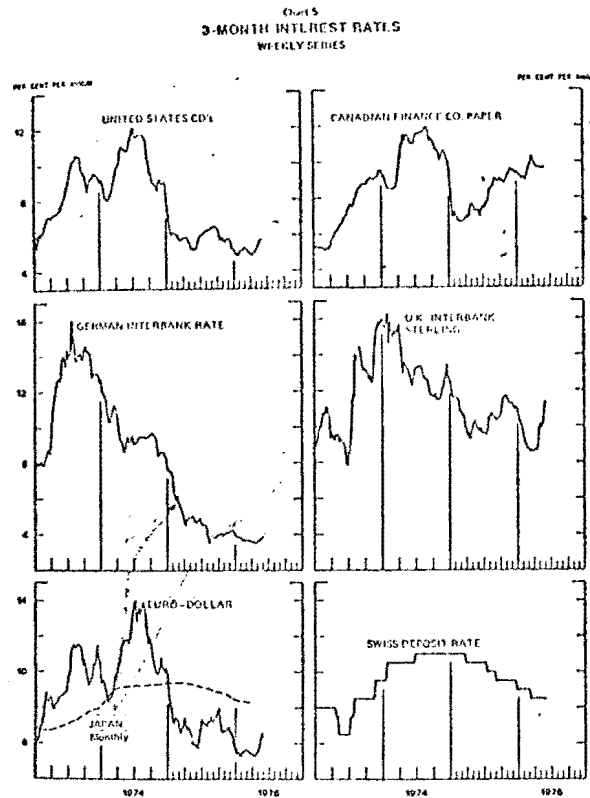 Chart 5
3-MONTH INTEREST RATES
WEEKLY SERIES
PER CENT PER ANNUM
PER CENT PER
UNITED STATES CD's
CANADIAN FINANCE CO. PAPER
12
8
4
GERMAN INTERBANK RATE
U.K. INTERBANK
STERLING
16
12
8
4
EURO-DOLLAR
SWISS DEPOSIT RATE
14
10
6
JAPAN
Monthly
1974
1976
1974
1976